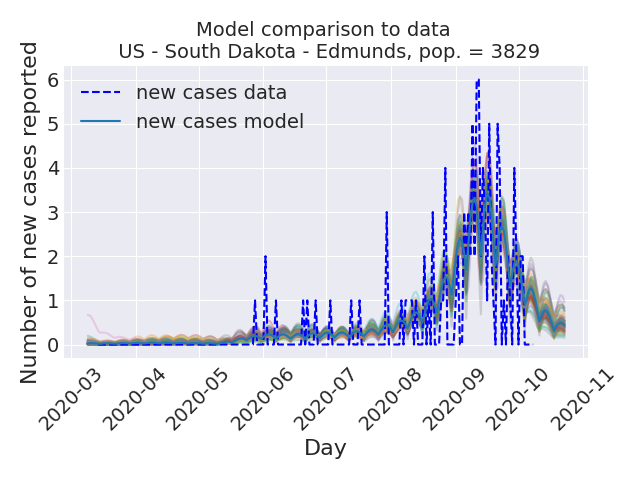 Model comparison to data
US - South Dakota - Edmunds, pop. = 3829
Number of new cases reported
6
5
4
3
2
1
0
new cases data
new cases model
2020-03
2020-04
2020-05
2020-06
2020-07
2020-08
2020-09
2020-10
2020-11
Day